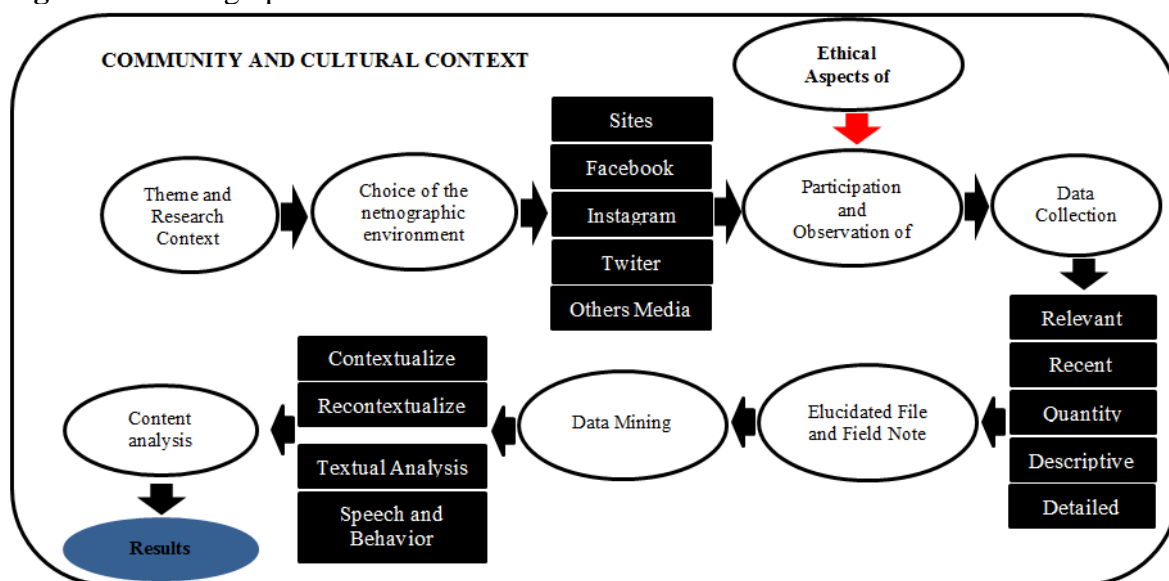 COMMUNITY AND CULTURAL CONTEXT
Ethical
Aspects of
Theme and
Research
Context
Choice of the
netnographic
environment
Sites
Facebook
Instagram
Twiter
Others Media
Participation
and
Observation of
Data
Collection
Relevant
Recent
Quantity
Descriptive
Detailed
Elucidated File
and Field Note
Data Mining
Contextualize
Recontextualize
Textual Analysis
Speech and
Behavior
Content
analysis
Results